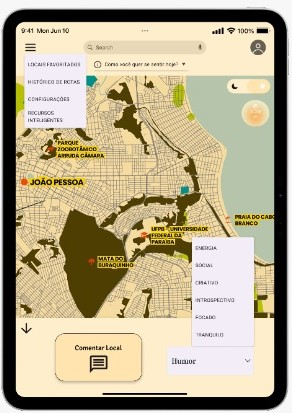 9:41 Mon Jun 10
100%
Search
LOCAIS FAVORITADOS
Como você quer se sentir hoje?
HISTÓRICO DE ROTAS
CONFIGURAÇÕES
RECURSOS
INTELIGENTES
PARQUE
ZOOBOTÂNICO
ARRUDA CÂMARA
JOÃO PESSOA
PRAIA DO CABO
BRANCO
UFPB - UNIVERSIDADE
FEDERAL DA
PARAÍBA
MATA DO
BURAQUINHO
ENERGIA
SOCIAL
CRIATIVO
INTROSPECTIVO
FOCADO
TRANQUILO
Comentar Local
Humor